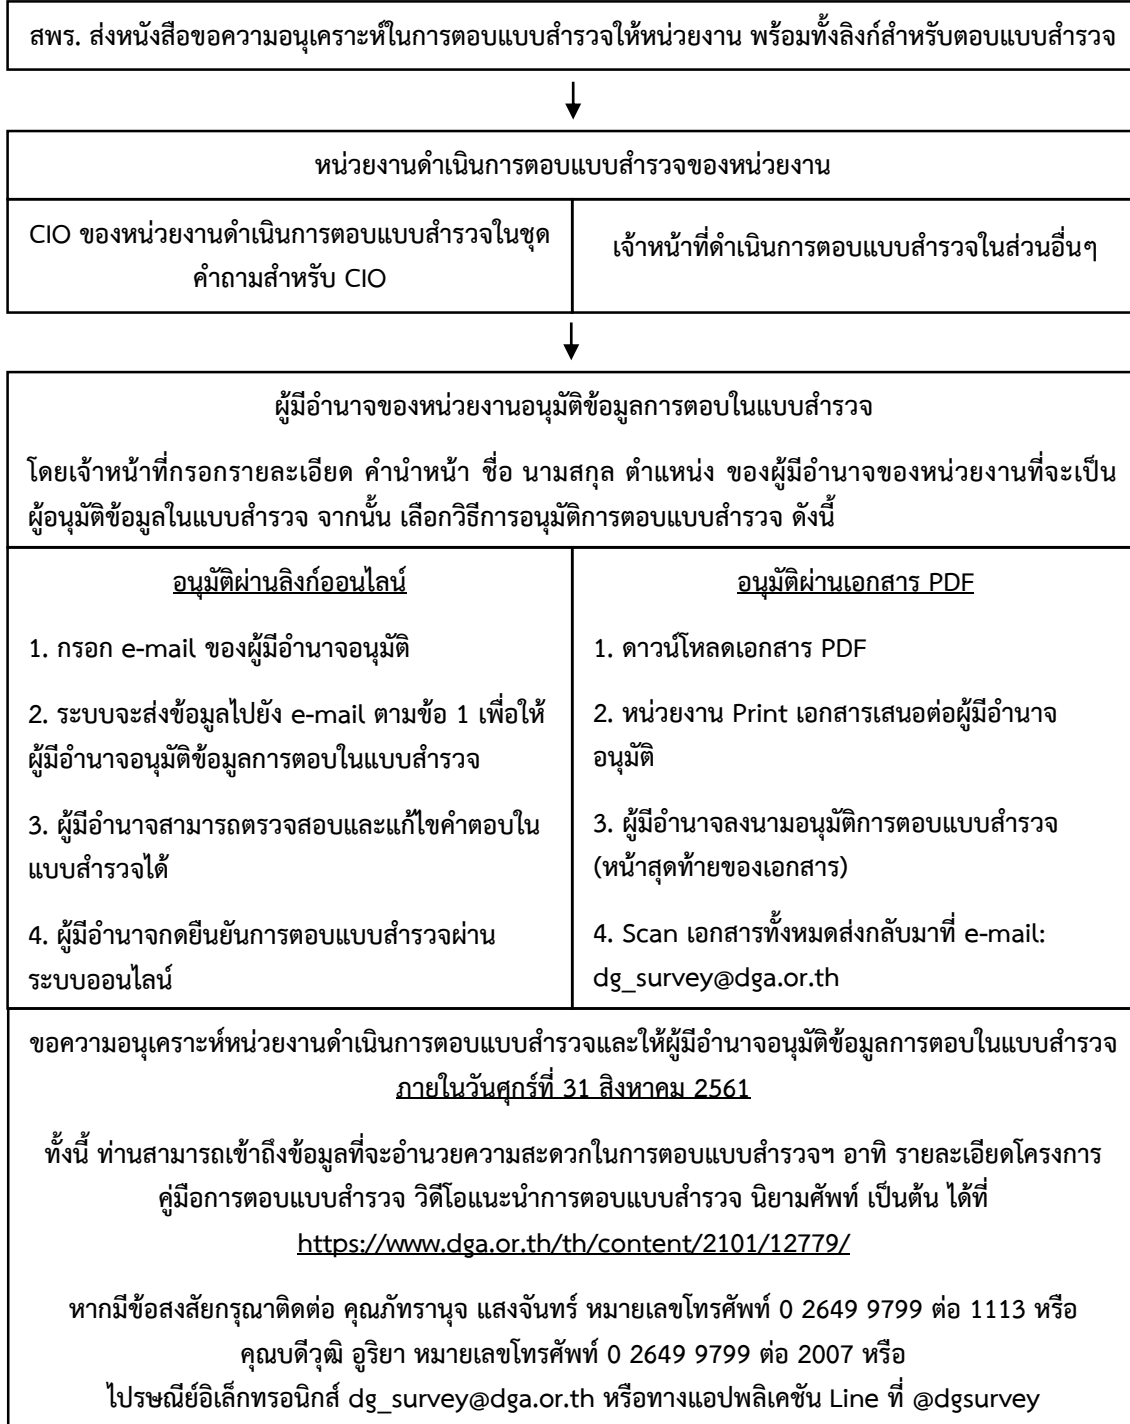 สพร. ส่งหนังสือขอความอนุเคราะห์ในการตอบแบบสำรวจให้หน่วยงาน พร้อมทั้งลิงก์สำหรับตอบแบบสำรวจ
หน่วยงานดำเนินการตอบแบบสำรวจของหน่วยงาน
CIO ของหน่วยงานดำเนินการตอบแบบสำรวจในชุด
คำถามสำหรับ CIO
เจ้าหน้าที่ดำเนินการตอบแบบสำรวจในส่วนอื่นๆ
ผู้มีอำนาจของหน่วยงานอนุมัติข้อมูลการตอบในแบบสำรวจ
โดยเจ้าหน้าที่กรอกรายละเอียด คำนำหน้า ชื่อ นามสกุล ตำแหน่ง ของผู้มีอำนาจของหน่วยงานที่จะเป็น
ผู้อนุมัติข้อมูลในแบบสำรวจ จากนั้น เลือกวิธีการอนุมัติการตอบแบบสำรวจ ดังนี้
อนุมัติผ่านลิงก์ออนไลน์
1. กรอก e-mail ของผู้มีอำนาจอนุมัติ
2. ระบบจะส่งข้อมูลไปยัง e-mail ตามข้อ 1 เพื่อให้
ผู้มีอำนาจอนุมัติข้อมูลการตอบในแบบสำรวจ
3. ผู้มีอำนาจสามารถตรวจสอบและแก้ไขคำตอบใน
แบบสำรวจได้
4. ผู้มีอำนาจกดยืนยันการตอบแบบสำรวจผ่าน
ระบบออนไลน์
อนุมัติผ่านเอกสาร PDF
1. ดาวน์โหลดเอกสาร PDF
2. หน่วยงาน Print เอกสารเสนอต่อผู้มีอำนาจ
อนุมัติ
3. ผู้มีอำนาจลงนามอนุมัติการตอบแบบสำรวจ
(หน้าสุดท้ายของเอกสาร)
4. Scan เอกสารทั้งหมดส่งกลับมาที่ e-mail:
dg_survey@dga.or.th
ขอความอนุเคราะห์หน่วยงานดำเนินการตอบแบบสำรวจและให้ผู้มีอำนาจอนุมัติข้อมูลการตอบในแบบสำรวจ
ภายในวันศุกร์ที่ 31 สิงหาคม 2561
ทั้งนี้ ท่านสามารถเข้าถึงข้อมูลที่จะอำนวยความสะดวกในการตอบแบบสำรวจฯ อาทิ รายละเอียดโครงการ
คู่มือการตอบแบบสำรวจ วิดีโอแนะนำการตอบแบบสำรวจ นิยามศัพท์ เป็นต้น ได้ที่
https://www.dga.or.th/th/content/2101/12779/
หากมีข้อสงสัยกรุณาติดต่อ คุณภัทรานุจ แสงจันทร์ หมายเลขโทรศัพท์ 0 2649 9799 ต่อ 1113 หรือ
คุณบดีวุฒิ อูริยา หมายเลขโทรศัพท์ 0 2649 9799 ต่อ 2007 หรือ
ไปรษณีย์อิเล็กทรอนิกส์ dg_survey@dga.or.th หรือทางแอปพลิเคชัน Line ที่ @dgsurvey